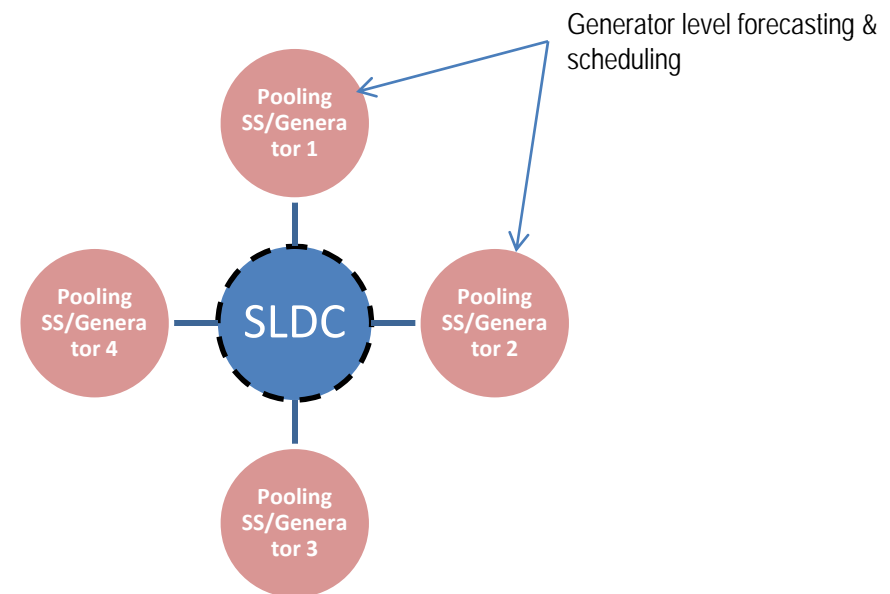 Generator level forecasting &
scheduling
Pooling
SS/Genera
tor 1
Pooling
SS/Genera
tor 4
SLDC
Pooling
SS/Genera
tor 2
Pooling
SS/Genera
tor 3